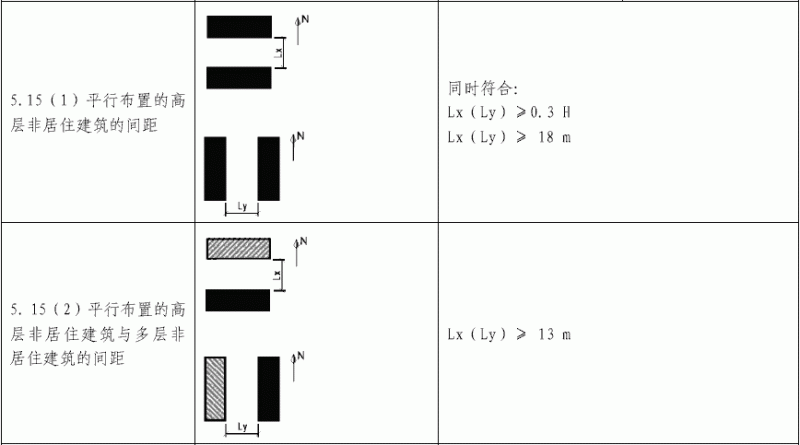 N
Lx
5.15(1)平行布置的高
层非居住建筑的间距
N
Ly
同时符合:
Lx(Ly)≥0.3 H
Lx(Ly)≥ 18 m
N
Lx
5. 15(2)平行布置的高
层非居住建筑与多层非
居住建筑的间距
N
Ly
Lx(Ly)≥ 13 m